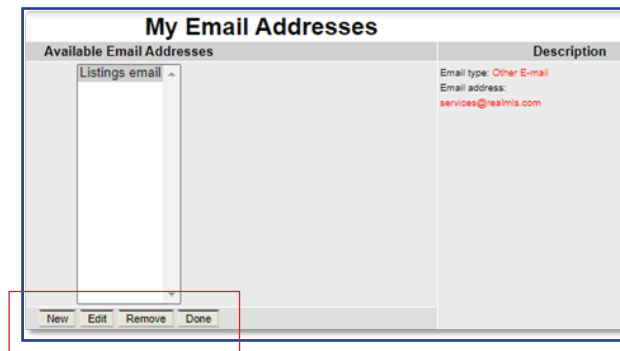 My Email Addresses
Available Email Addresses
Description
Listings email
Email type: Other E-mail
Email address:
services@realmls.com
New Edit Remove Done